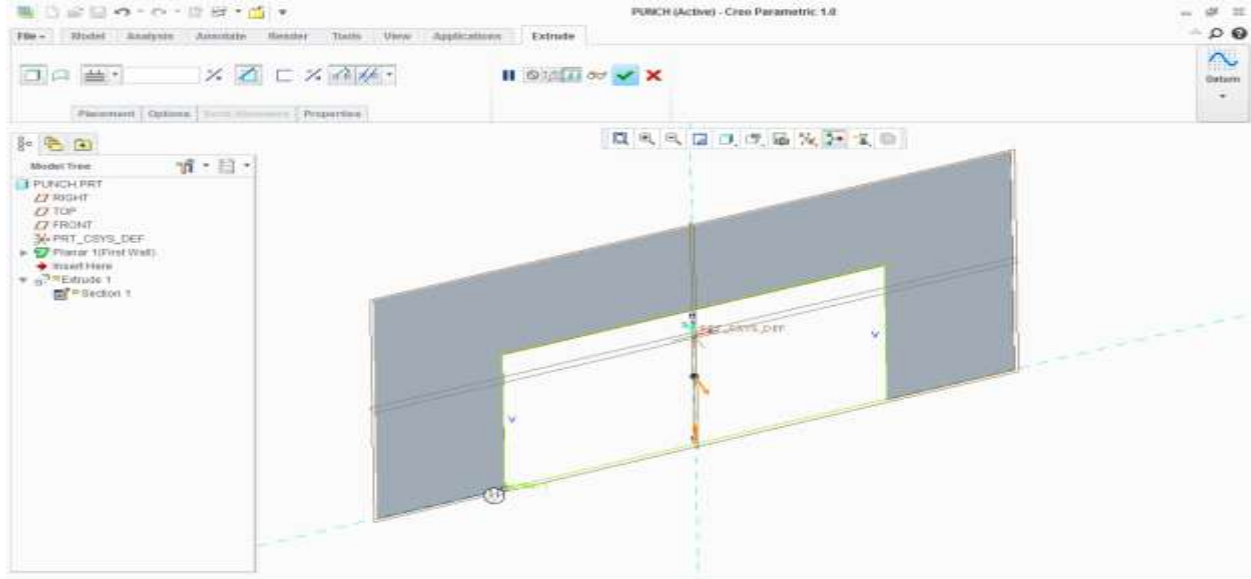 PUNCH (Active) - Creo Parametric 1.0
File Model Analysis Annotate Render Tools View Applications Extrude
Datum
Placement Options Properties
Model Tree
PUNCH.PRT
RIGHT
TOP
FRONT
PRT_CSYS_DEF
Planar 1(First Wall)
Insert Here
Extrude 1
Section 1
PRT_CSYS_DEF
V
V